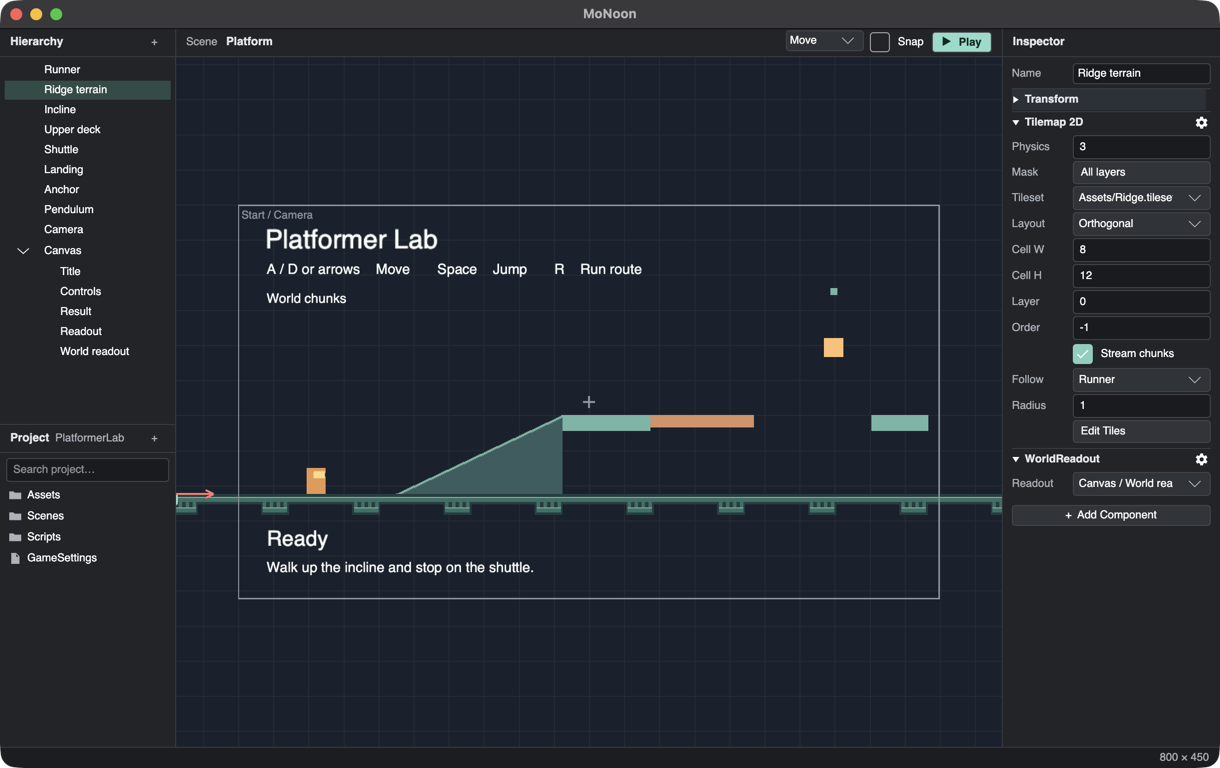 MoNoon
Hierarchy +
Runner
Ridge terrain
Incline
Upper deck
Shuttle
Landing
Anchor
Pendulum
Camera
Canvas
Title
Controls
Result
Readout
World readout
Project PlatformerLab +
Search project...
Assets
Scenes
Scripts
GameSettings
Scene Platform Move Snap Play
Start / Camera
Platformer Lab
A / D or arrows Move Space Jump R Run route
World chunks
Ready
Walk up the incline and stop on the shuttle.
Inspector
Name Ridge terrain
Transform
Tilemap 2D
Physics 3
Mask All layers
Tileset Assets/Ridge.tilese
Layout Orthogonal
Cell W 8
Cell H 12
Layer 0
Order -1
Stream chunks
Follow Runner
Radius 1
Edit Tiles
WorldReadout
Readout Canvas / World rea
+ Add Component
800 × 450